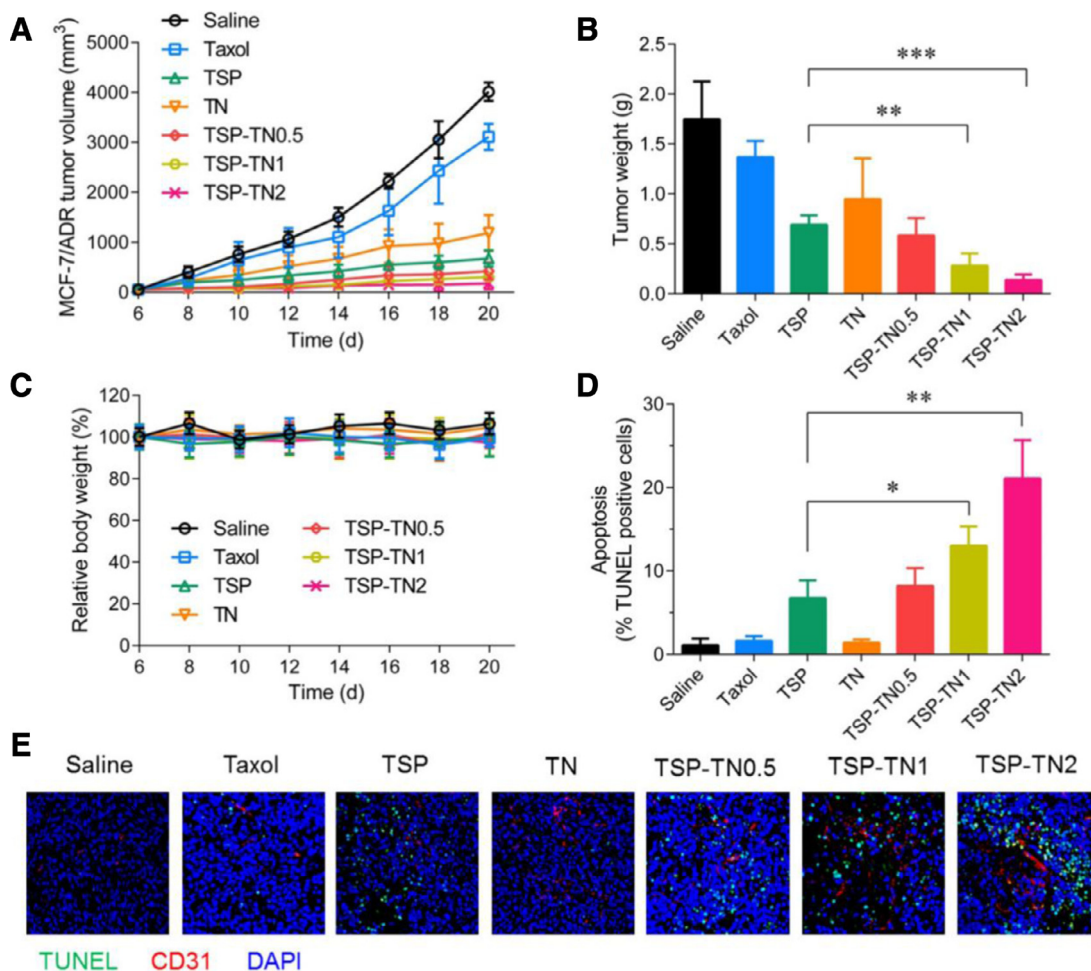 A
MCF-7/ADR tumor volume (mm³)
5000
4000
3000
2000
1000
0
Saline
Taxol
TSP
TN
TSP-TN0.5
TSP-TN1
TSP-TN2
6 8 10 12 14 16 18 20
Time (d)
B
Tumor weight (g)
2.5
2.0
1.5
1.0
0.5
0.0
***
**
Saline
Taxol
TSP
TN
TSP-TN0.5
TSP-TN1
TSP-TN2
C
Relative body weight (%)
120
100
80
60
40
20
0
Saline
Taxol
TSP
TN
TSP-TN0.5
TSP-TN1
TSP-TN2
6 8 10 12 14 16 18 20
Time (d)
D
Apoptosis
(% TUNEL positive cells)
30
20
10
0
**
*
Saline
Taxol
TSP
TN
TSP-TN0.5
TSP-TN1
TSP-TN2
E
Saline Taxol TSP TN TSP-TN0.5 TSP-TN1 TSP-TN2
TUNEL CD31 DAPI